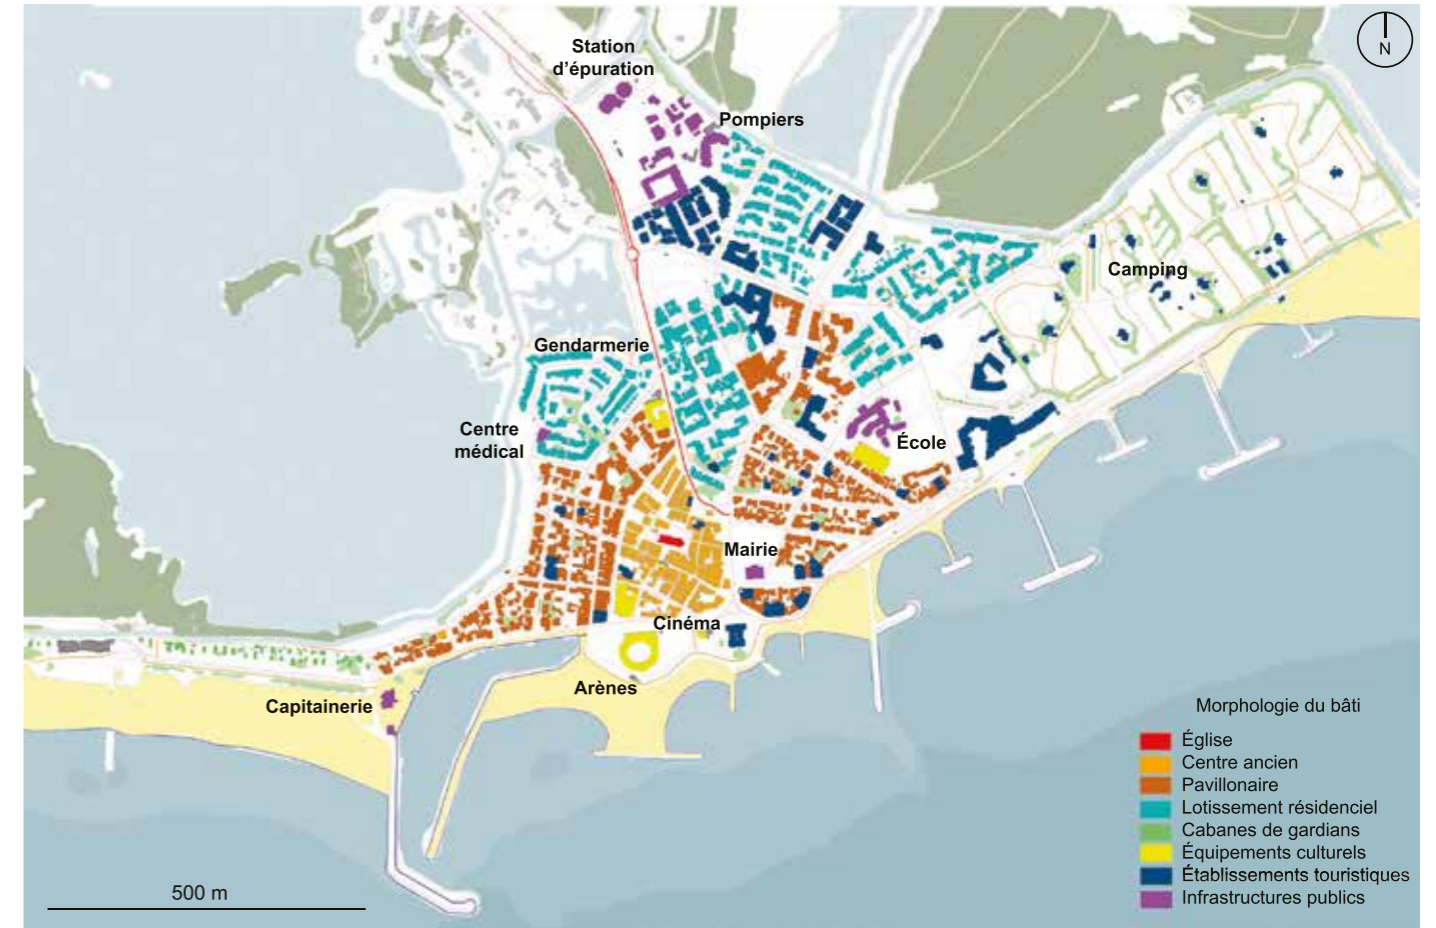 Station
d'épuration
N
Pompiers
Camping
Gendarmerie
Centre
médical
École
Mairie
Cinéma
Arènes
Capitainerie
Morphologie du bâti
Église
Centre ancien
Pavillonaire
Lotissement résidenciel
Cabanes de gardians
Équipements culturels
Établissements touristiques
Infrastructures publics
500 m